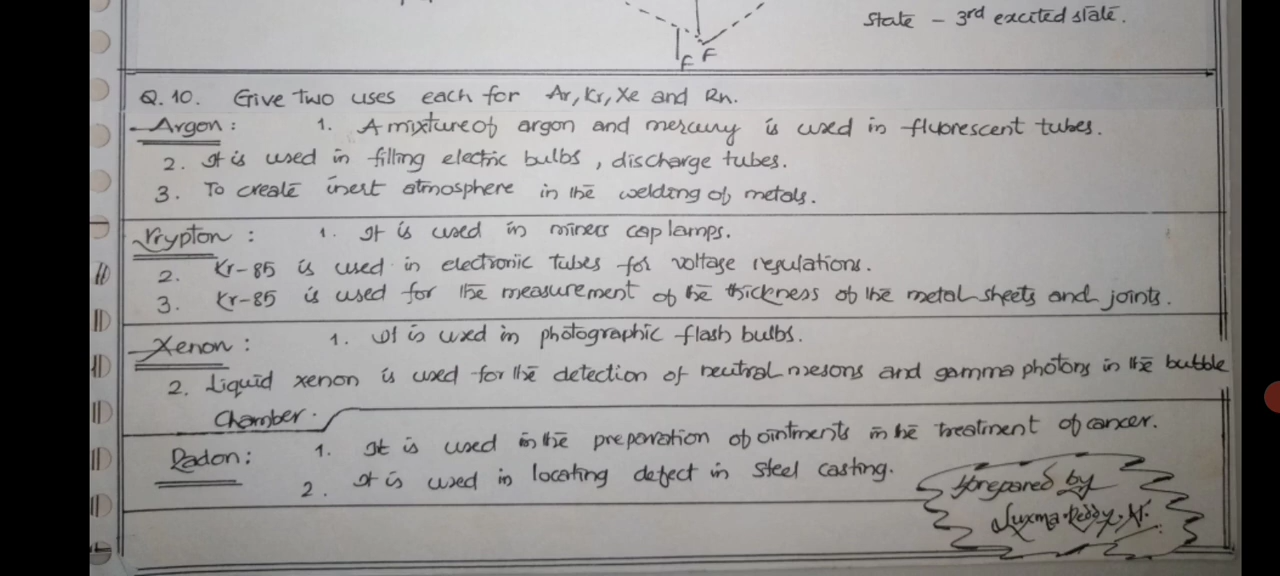 State - 3rd excited state.
F F
Q.10. Give two uses each for Ar, Kr, Xe and Rn.
Argon: 1. A mixture of argon and mercury is used in fluorescent tubes.
2. It is used in filling electric bulbs, discharge tubes.
3. To create inert atmosphere in the welding of metals.
Krypton: 1. It is used in miners cap lamps.
2. Kr-85 is used in electronic tubes for voltage regulations.
3. Kr-85 is used for the measurement of the thickness of the metal sheets and joints.
Xenon: 1. It is used in photographic flash bulbs.
2. Liquid xenon is used for the detection of neutral mesons and gamma photons in the bubble
Chamber.
Radon: 1. It is used in the preparation of ointments in the treatment of cancer.
2. It is used in locating defect in steel casting.
prepared by
Luxma Reddy.